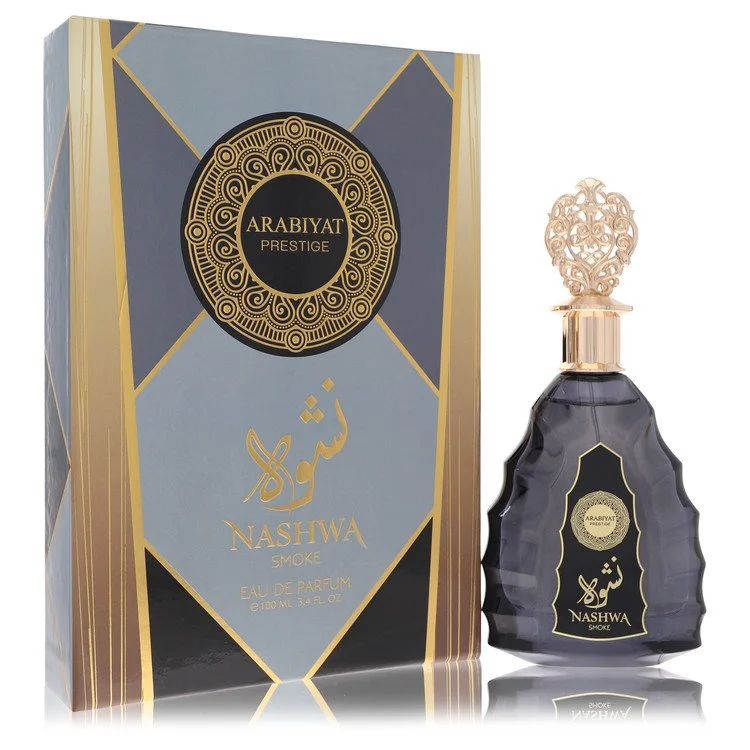 ARABIYAT
PRESTIGE
نشوة
NASHWA
SMOKE
EAU DE PARFUM
℮100 ML 3.4 FL. OZ.
ARABIYAT
PRESTIGE
نشوة
NASHWA
SMOKE